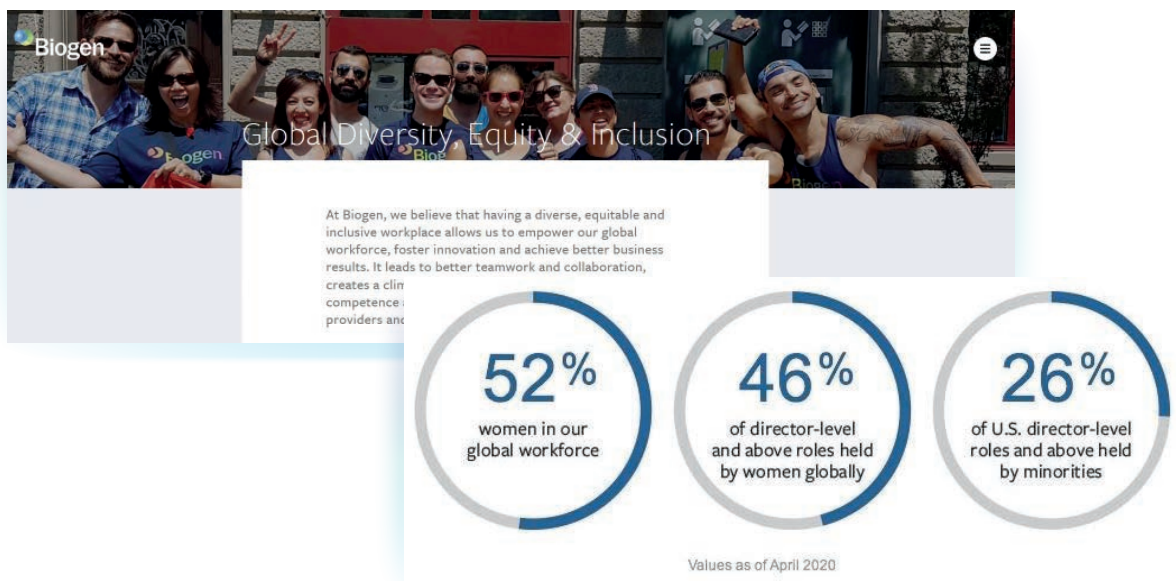 Biogen
Global Diversity, Equity & Inclusion
At Biogen, we believe that having a diverse, equitable and
inclusive workplace allows us to empower our global
workforce, foster innovation and achieve better business
results. It leads to better teamwork and collaboration,
creates a
competence
providers
52%
women in our
global workforce
46%
of director-level
and above roles held
by women globally
26%
of U.S. director-level
roles and above held
by minorities
Values as of April 2020